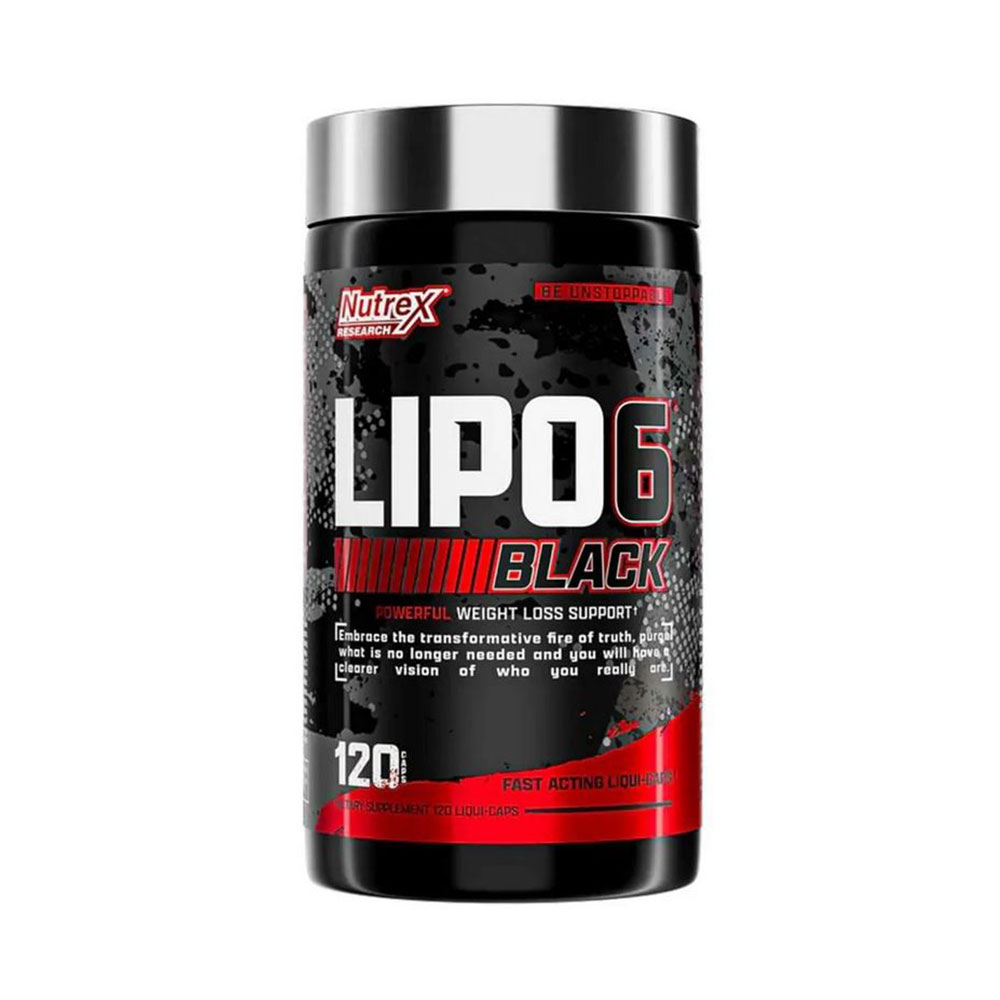 Nutrex
RESEARCH
BE UNSTOPPABLE
LIPO6
BLACK
POWERFUL WEIGHT LOSS SUPPORT†
Embrace the transformative fire of truth, purge
what is no longer needed and you will have a
clearer vision of who you really are.
120 CAPS
FAST ACTING LIQUI-CAPS
DIETARY SUPPLEMENT 120 LIQUI-CAPS